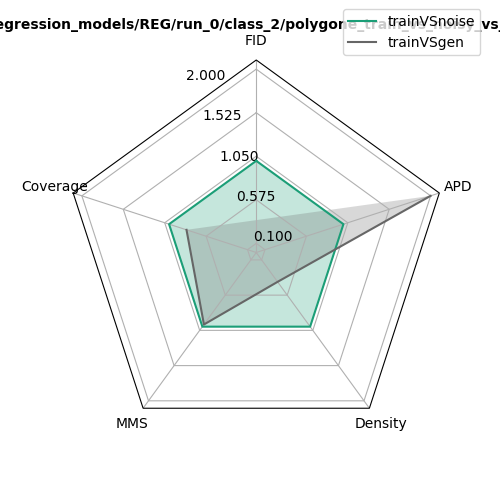 egression_models/REG/run_0/class_2/polygone_train_vs_noisy_vs_
trainVSnoise
trainVSgen
FID
2.000
1.525
1.050
0.575
0.100
Coverage
APD
MMS
Density